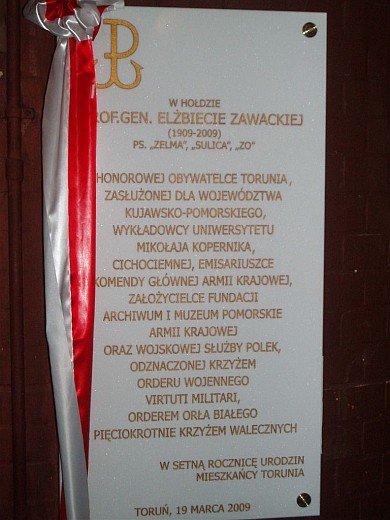 W HOŁDZIE
ROF.GEN. ELŻBIECIE ZAWACKIEJ
(1909-2009)
PS. „ZELMA”, „SULICA”, „ZO”
HONOROWEJ OBYWATELCE TORUNIA,
ZASŁUŻONEJ DLA WOJEWÓDZTWA
KUJAWSKO-POMORSKIEGO,
WYKŁADOWCY UNIWERSYTETU
MIKOŁAJA KOPERNIKA,
CICHOCIEMNEJ, EMISARIUSZCE
KOMENDY GŁÓWNEJ ARMII KRAJOWEJ,
ZAŁOŻYCIELCE FUNDACJI
ARCHIWUM I MUZEUM POMORSKIE
ARMII KRAJOWEJ
ORAZ WOJSKOWEJ SŁUŻBY POLEK,
ODZNACZONEJ KRZYŻEM
ORDERU WOJENNEGO
VIRTUTI MILITARI,
ORDEREM ORŁA BIAŁEGO
PIĘCIOKROTNIE KRZYŻEM WALECZNYCH
W SETNĄ ROCZNICĘ URODZIN
MIESZKAŃCY TORUNIA
TORUŃ, 19 MARCA 2009